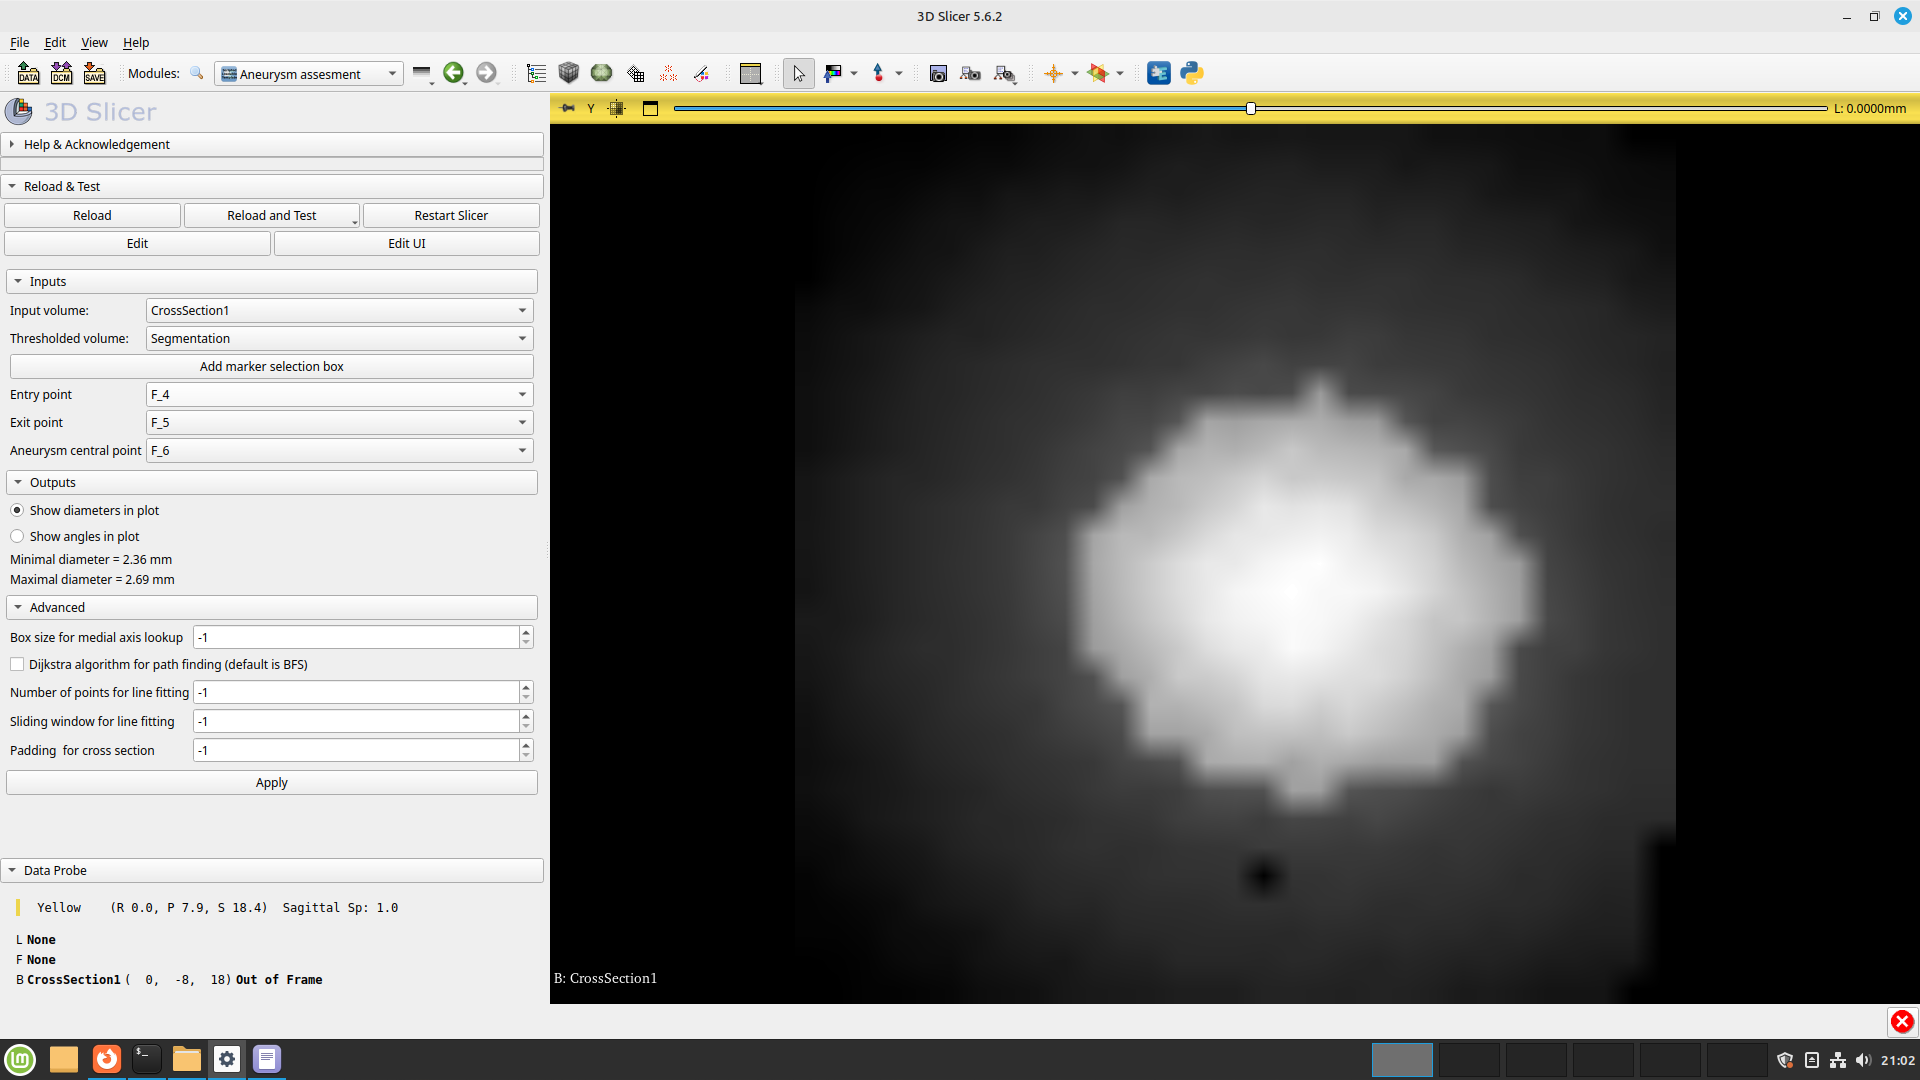 3D Slicer 5.6.2
File Edit View Help
DATA DCM SAVE Modules: Aneurysm assesment
3D Slicer
Y L: 0.0000mm
Help & Acknowledgement
Reload & Test
Reload Reload and Test Restart Slicer
Edit Edit UI
Inputs
Input volume: CrossSection1
Thresholded volume: Segmentation
Add marker selection box
Entry point F_4
Exit point F_5
Aneurysm central point F_6
Outputs
Show diameters in plot
Show angles in plot
Minimal diameter = 2.36 mm
Maximal diameter = 2.69 mm
Advanced
Box size for medial axis lookup -1
Dijkstra algorithm for path finding (default is BFS)
Number of points for line fitting -1
Sliding window for line fitting -1
Padding for cross section -1
Apply
Data Probe
Yellow (R 0.0, P 7.9, S 18.4) Sagittal Sp: 1.0
L None
F None
B CrossSection1 ( 0, -8, 18) Out of Frame
B: CrossSection1
21:02